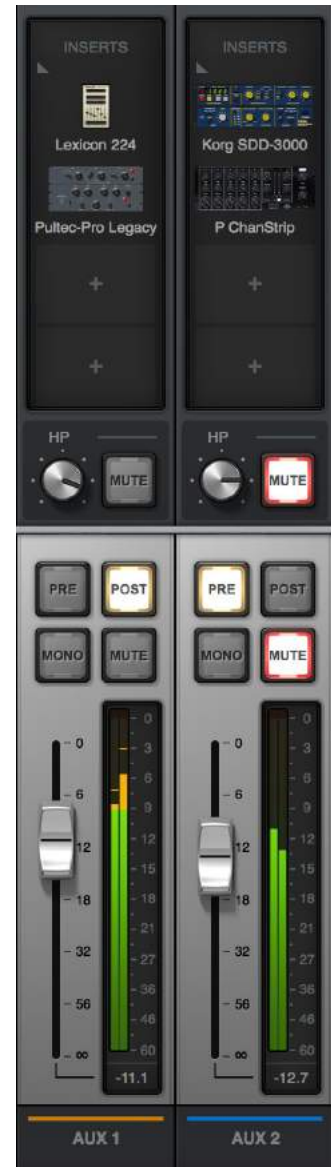 INSERTS INSERTS
Lexicon 224 Korg SDD-3000
Pultec-Pro Legacy P ChanStrip
+ +
+ +
HP HP
MUTE MUTE
PRE POST PRE POST
MONO MUTE MONO MUTE
0 0 0 0
3 3
6 6 6 6
9 9
12 12 12 12
15 15
18 18 18 18
21 21
32 27 32 27
56 36 56 36
46 46
∞ 60 ∞ 60
-11.1 -12.7
AUX 1 AUX 2